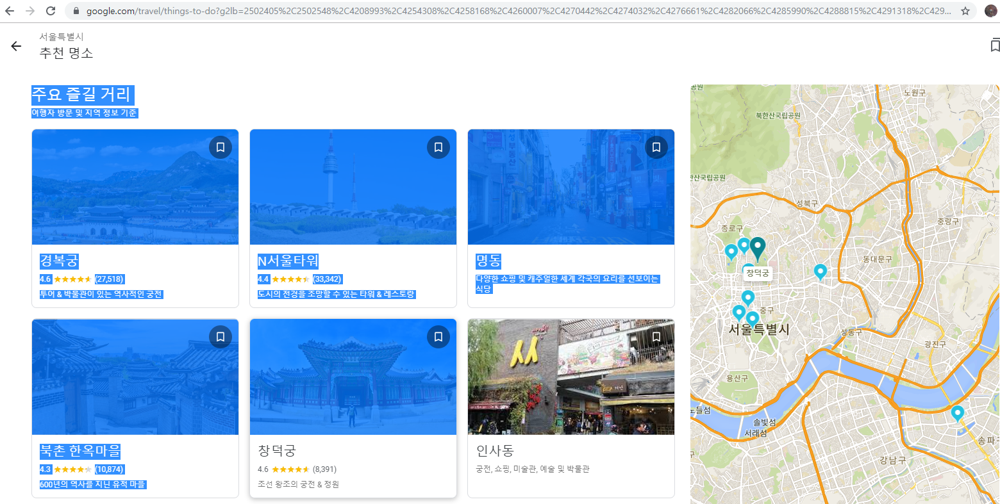 google.com/travel/things-to-do?g2lb=2502405%2C2502548%2C4208993%2C4254308%2C4258168%2C4260007%2C4270442%2C4274032%2C4276661%2C4282066%2C4285990%2C4288815%2C4291318%2C429...
서울특별시
추천 명소
주요 즐길 거리
여행자 방문 및 지역 정보 기준
경복궁
4.6 (27,518)
투어 & 박물관이 있는 역사적인 궁전
N서울타워
4.4 (33,342)
도시의 전경을 조망할 수 있는 타워 & 레스토랑
명동
다양한 쇼핑 및 캐주얼한 세계 각국의 요리를 선보이는
식당
북촌 한옥마을
4.3 (10,874)
600년의 역사를 지닌 유적 마을
창덕궁
4.6 (8,391)
조선 왕조의 궁전 & 정원
인사동
궁전, 쇼핑, 미술관, 예술 및 박물관
공원
노원구
북한산국립공원
한산국립공원
성북구
종로구
중랑구
동대문구
창덕궁
중구
서울특별시
성동구
광진구
용산구
노들섬
솔빛섬
서래섬
송파구
강남구
구